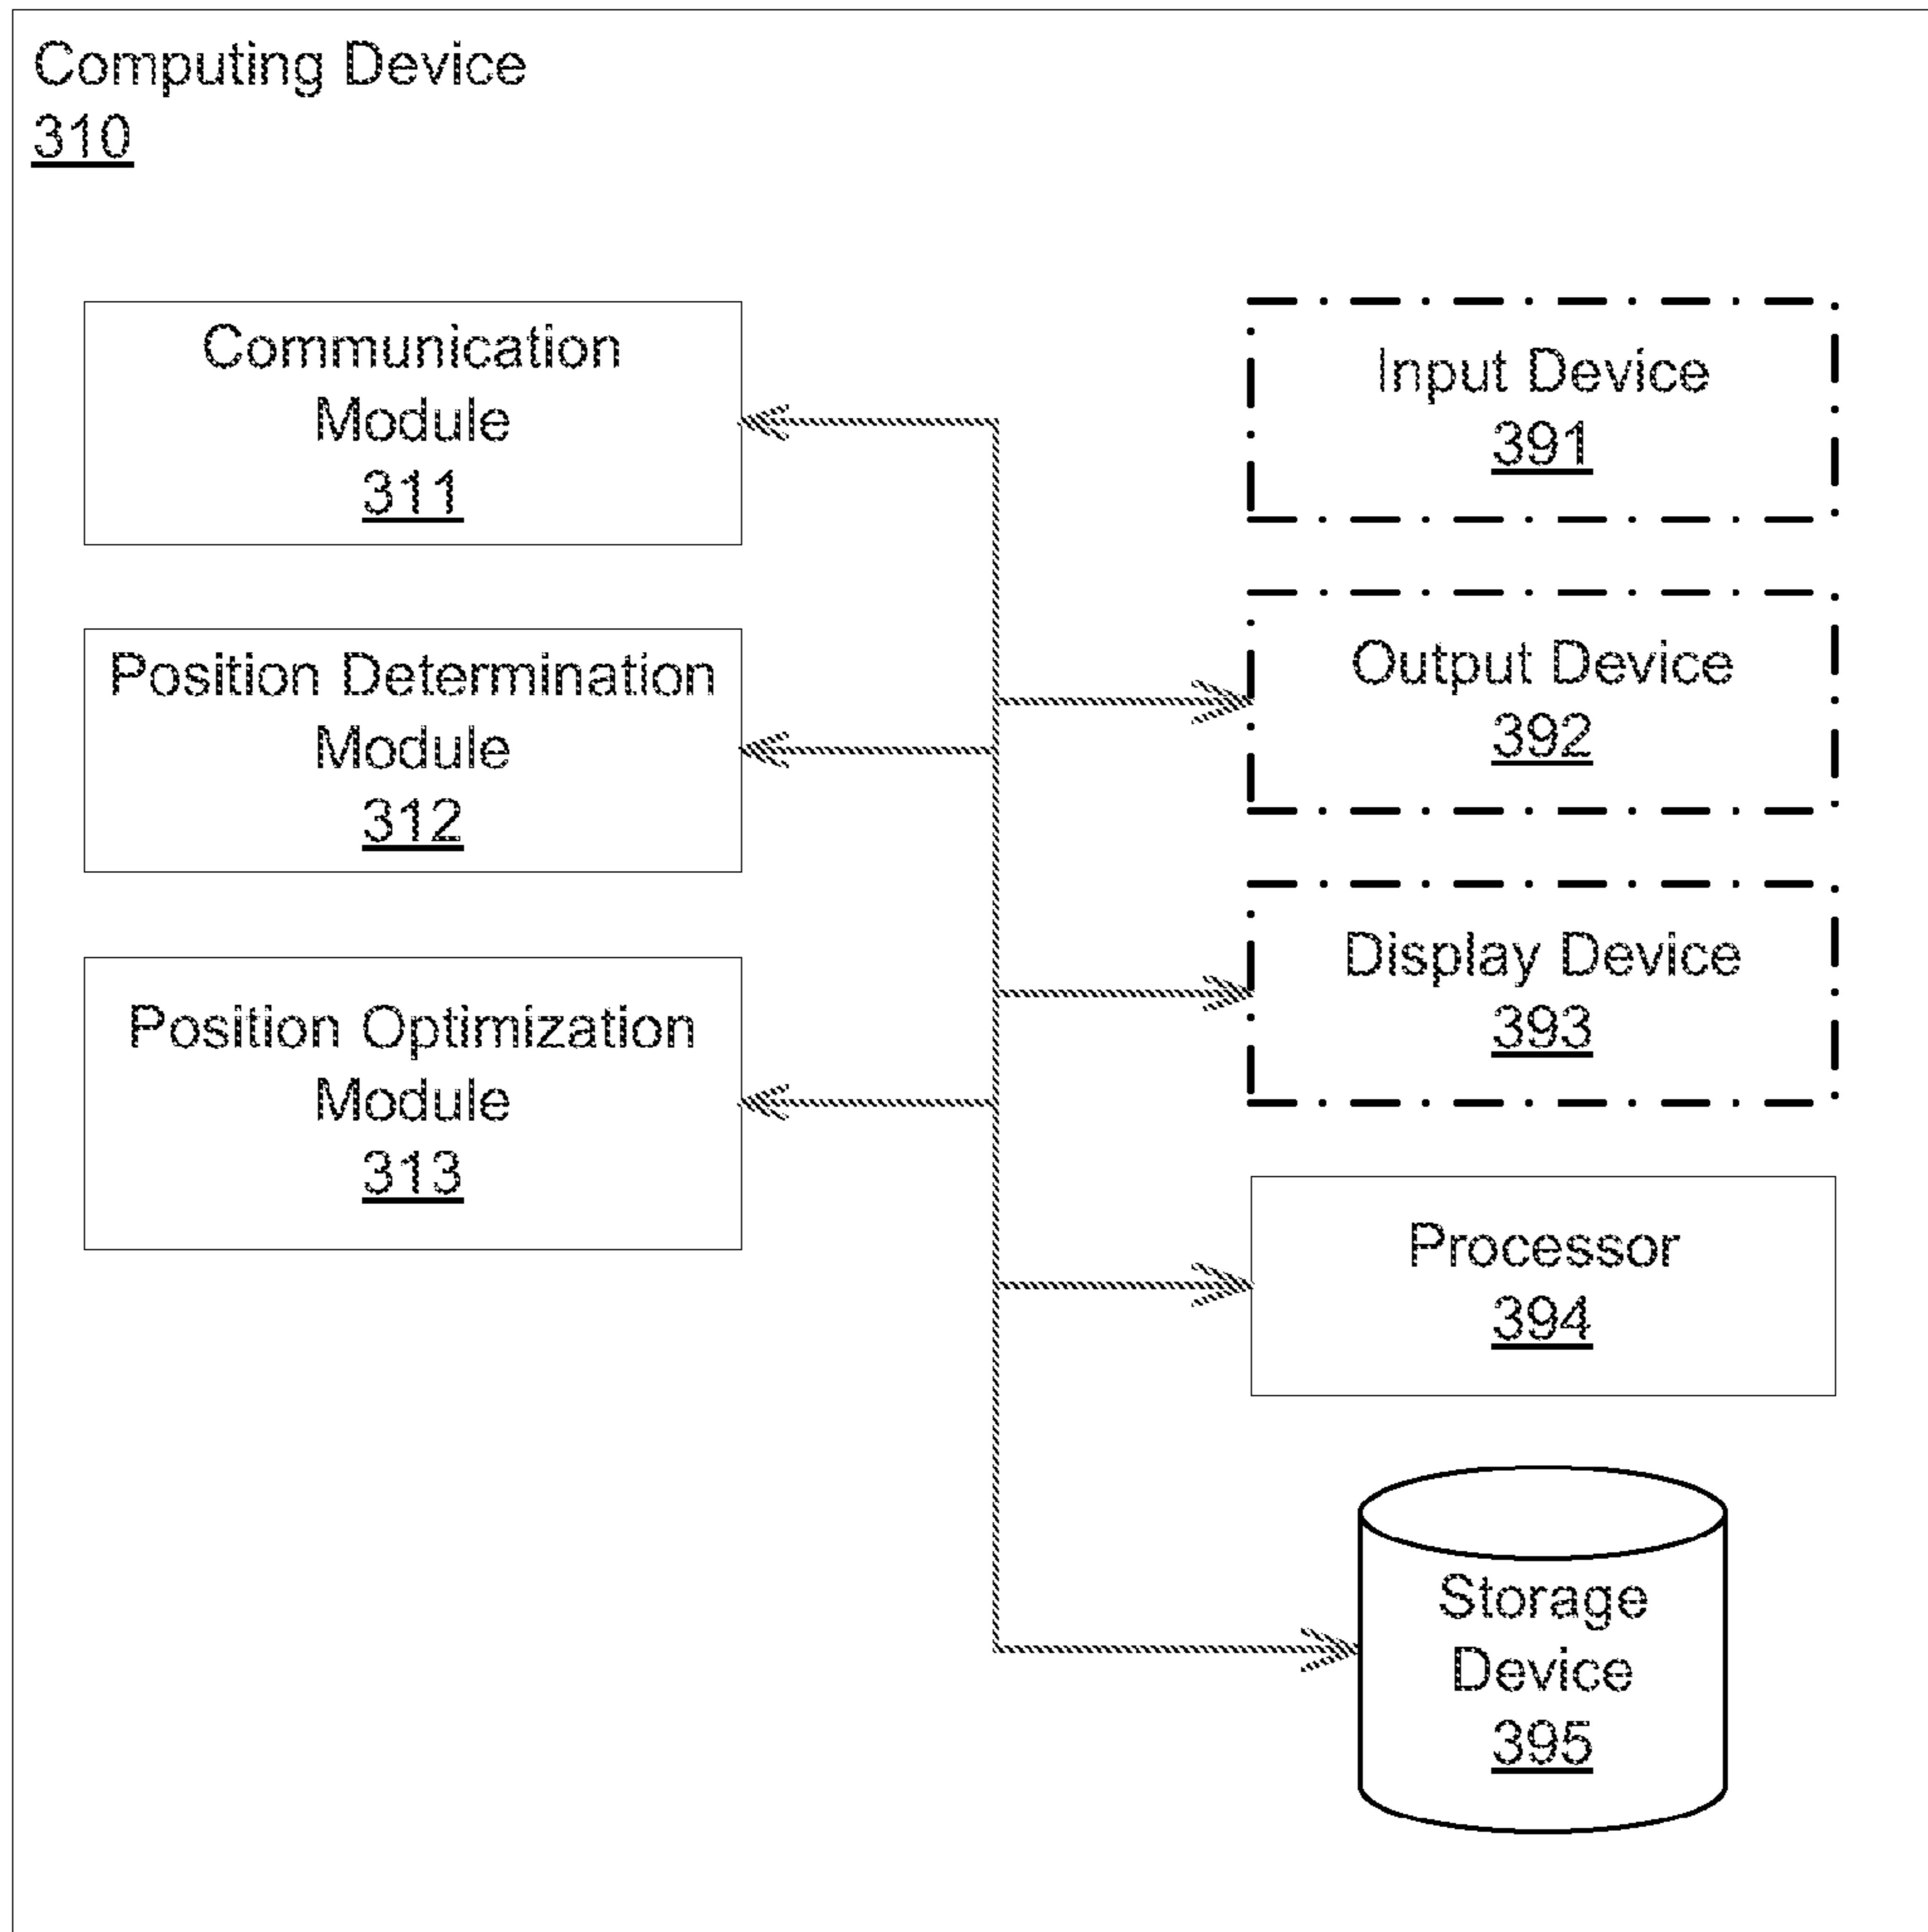 Computing Device
310
Communication
Module
311
Position Determination
Module
312
Position Optimization
Module
313
Input Device
391
Output Device
392
Display Device
393
Processor
394
Storage
Device
395